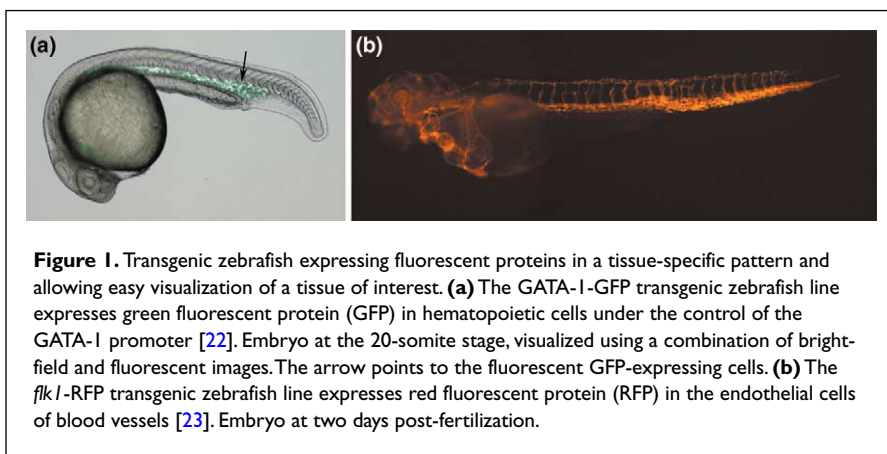 (a)
(b)
Figure 1. Transgenic zebrafish expressing fluorescent proteins in a tissue-specific pattern and
allowing easy visualization of a tissue of interest. (a) The GATA-1-GFP transgenic zebrafish line
expresses green fluorescent protein (GFP) in hematopoietic cells under the control of the
GATA-1 promoter [22]. Embryo at the 20-somite stage, visualized using a combination of bright-
field and fluorescent images. The arrow points to the fluorescent GFP-expressing cells. (b) The
flk1-RFP transgenic zebrafish line expresses red fluorescent protein (RFP) in the endothelial cells
of blood vessels [23]. Embryo at two days post-fertilization.